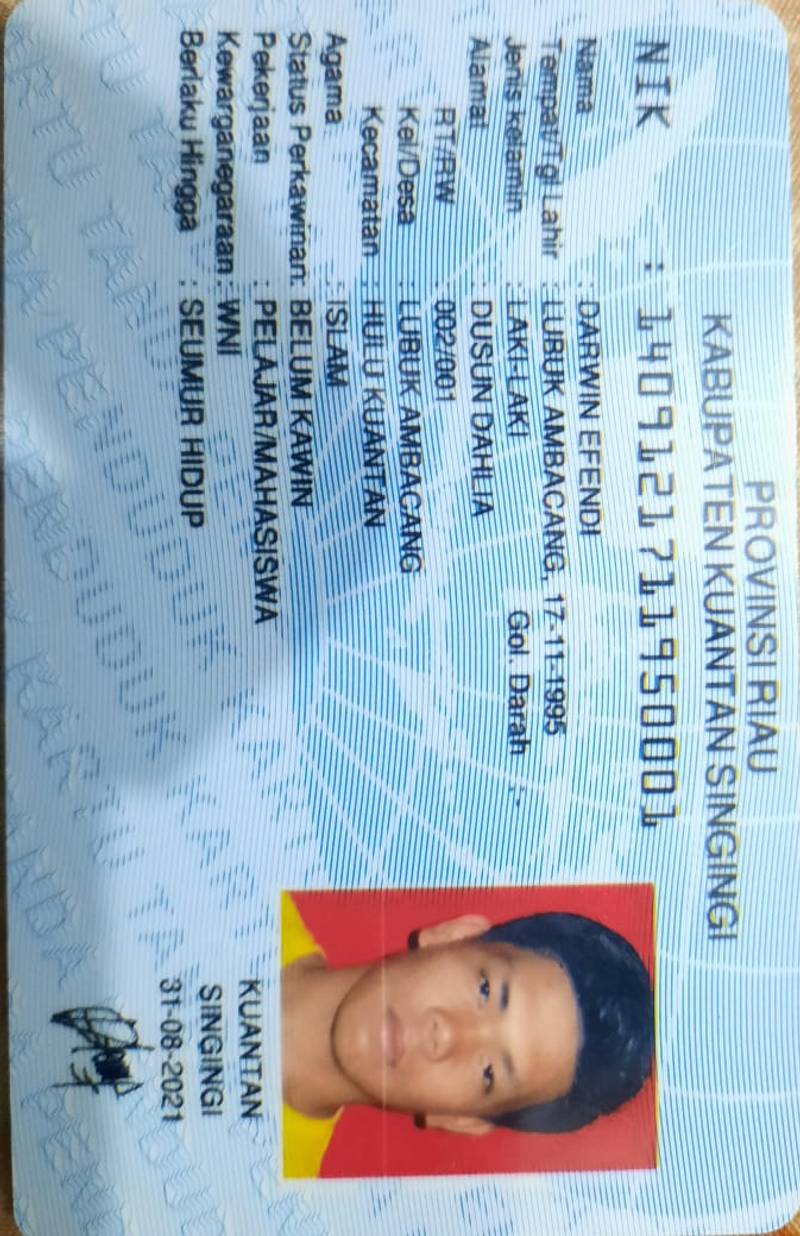 PROVINSI RIAU
KABUPATEN KUANTAN SINGINGI
NIK : 1409121711950001
Nama : DARWIN EFENDI
Tempat/Tgl Lahir : LUBUK AMBACANG, 17-11-1995
Jenis kelamin : LAKI-LAKI Gol. Darah : -
Alamat : DUSUN DAHLIA
RT/RW : 002/001
Kel/Desa : LUBUK AMBACANG
Kecamatan : HULU KUANTAN
Agama : ISLAM
Status Perkawinan: BELUM KAWIN
Pekerjaan : PELAJAR/MAHASISWA
Kewarganegaraan: WNI
Berlaku Hingga : SEUMUR HIDUP
KUANTAN
SINGINGI
31-08-2021